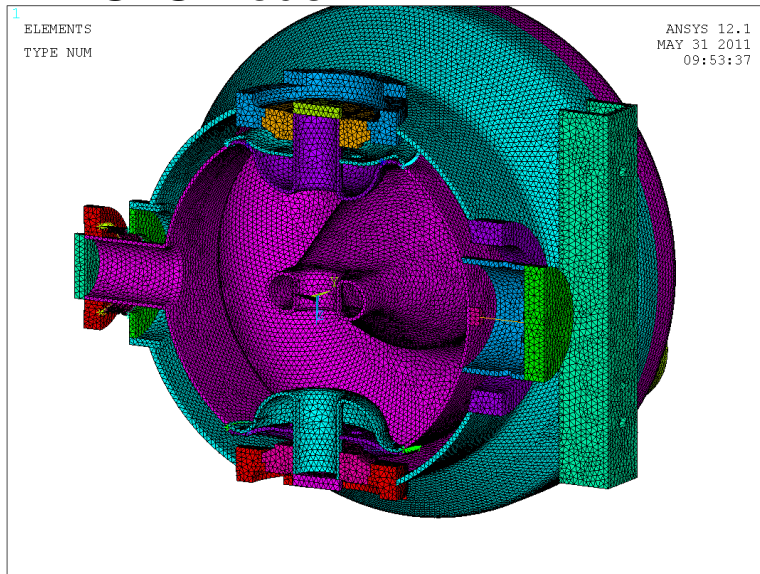 1
ELEMENTS
TYPE NUM
ANSYS 12.1
MAY 31 2011
09:53:37